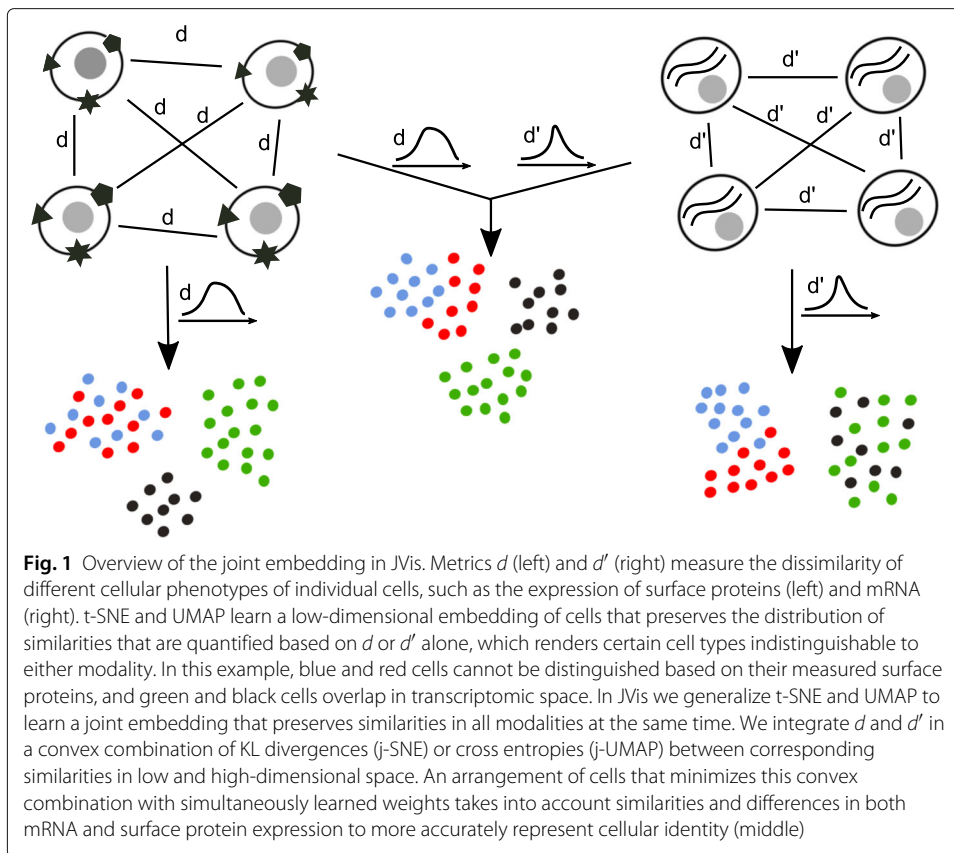 d
d
d
d
d
d
d
d
d'
d'
d'
d'
d'
d'
d'
d'
Fig. 1 Overview of the joint embedding in JVis. Metrics d (left) and d′ (right) measure the dissimilarity of
different cellular phenotypes of individual cells, such as the expression of surface proteins (left) and mRNA
(right). t-SNE and UMAP learn a low-dimensional embedding of cells that preserves the distribution of
similarities that are quantified based on d or d′ alone, which renders certain cell types indistinguishable to
either modality. In this example, blue and red cells cannot be distinguished based on their measured surface
proteins, and green and black cells overlap in transcriptomic space. In JVis we generalize t-SNE and UMAP to
learn a joint embedding that preserves similarities in all modalities at the same time. We integrate d and d′ in
a convex combination of KL divergences (j-SNE) or cross entropies (j-UMAP) between corresponding
similarities in low and high-dimensional space. An arrangement of cells that minimizes this convex
combination with simultaneously learned weights takes into account similarities and differences in both
mRNA and surface protein expression to more accurately represent cellular identity (middle)